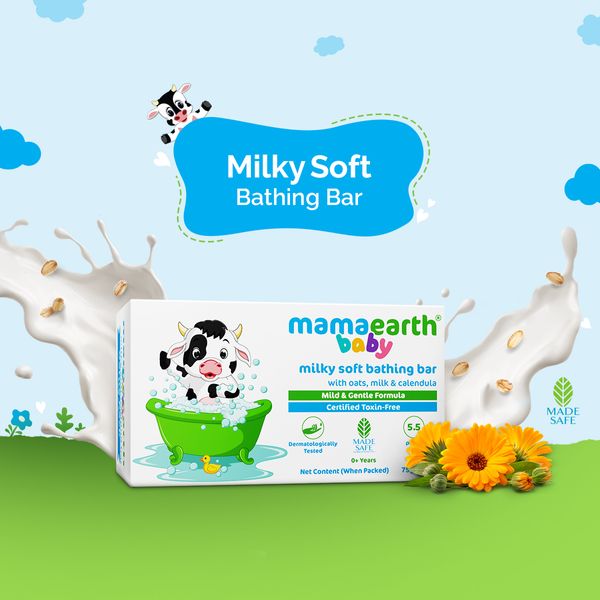 Milky Soft
Bathing Bar
mamaearth®
baby
milky soft bathing bar
with oats, milk & calendula
Mild & Gentle Formula
Certified Toxin-Free
5.5
Dermatologically
Tested
MADE
SAFE
0+ Years
Net Content (When Packed)
MADE
SAFE